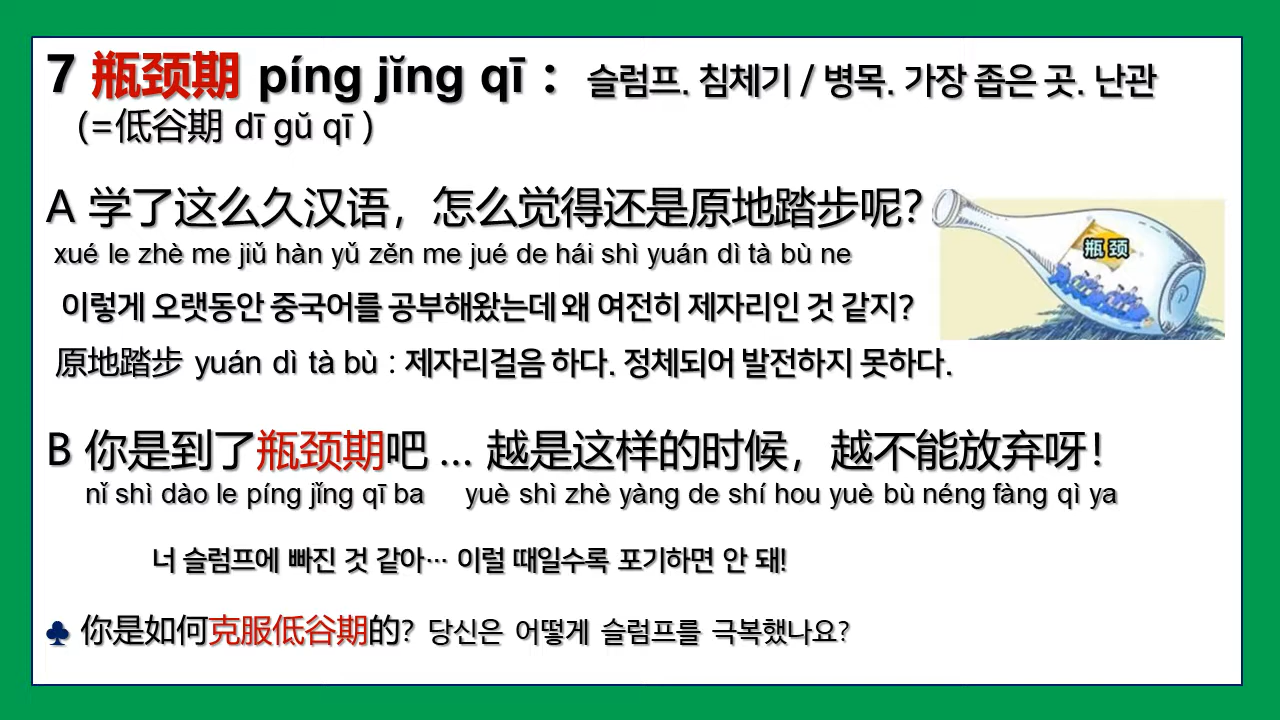 7 瓶颈期 píng jǐng qī : 슬럼프. 침체기 / 병목. 가장 좁은 곳. 난관
(=低谷期 dī gǔ qī )
A 学了这么久汉语，怎么觉得还是原地踏步呢？
xué le zhè me jiǔ hàn yǔ zěn me jué de hái shì yuán dì tà bù ne
瓶颈
이렇게 오랫동안 중국어를 공부해왔는데 왜 여전히 제자리인 것 같지?
原地踏步 yuán dì tà bù : 제자리걸음 하다. 정체되어 발전하지 못하다.
B 你是到了瓶颈期吧 ... 越是这样的时候，越不能放弃呀！
nǐ shì dào le píng jǐng qī ba yuè shì zhè yàng de shí hou yuè bù néng fàng qì ya
너 슬럼프에 빠진 것 같아… 이럴 때일수록 포기하면 안 돼!
♣ 你是如何克服低谷期的? 당신은 어떻게 슬럼프를 극복했나요?